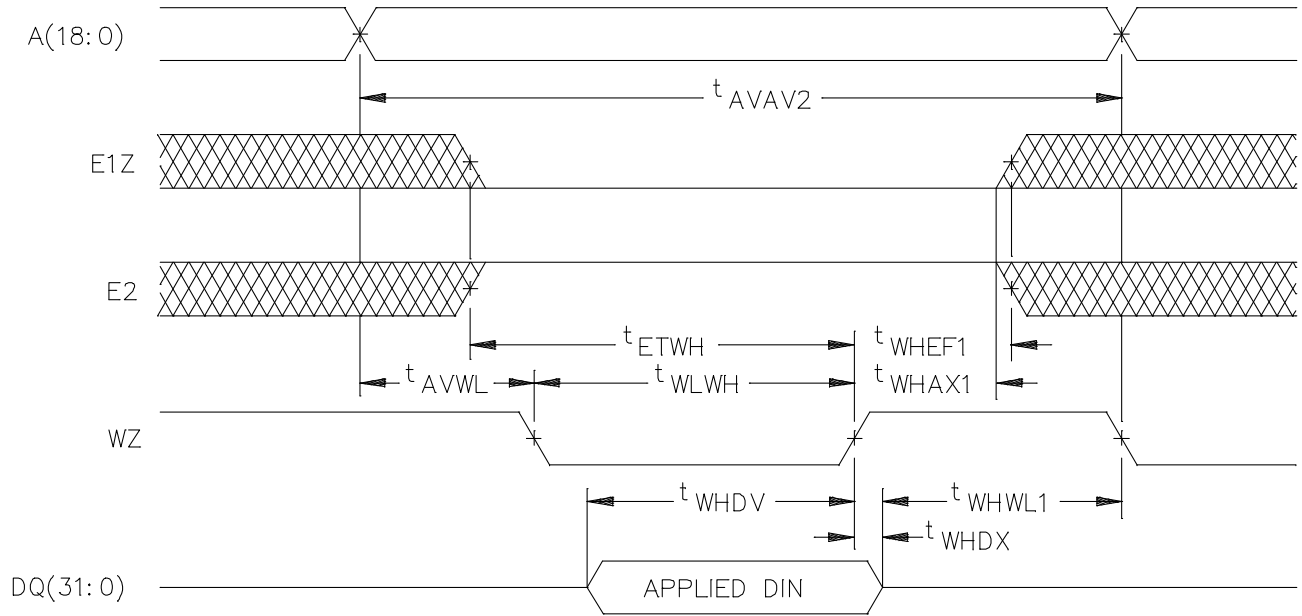 A(18:0)
tAVAV2
E1Z
E2
tETWH
tWHEF1
tAVWL
tWLWH
tWHAX1
WZ
tWHDV
tWHWL1
tWHDX
DQ(31:0)
APPLIED DIN